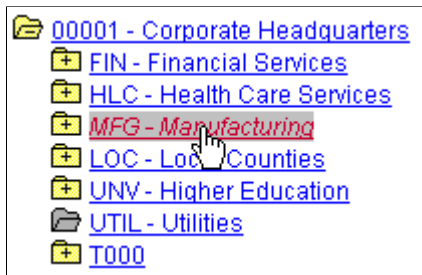 00001 - Corporate Headquarters
FIN - Financial Services
HLC - Health Care Services
MFG - Manufacturing
LOC - Local Counties
UNV - Higher Education
UTIL - Utilities
T000